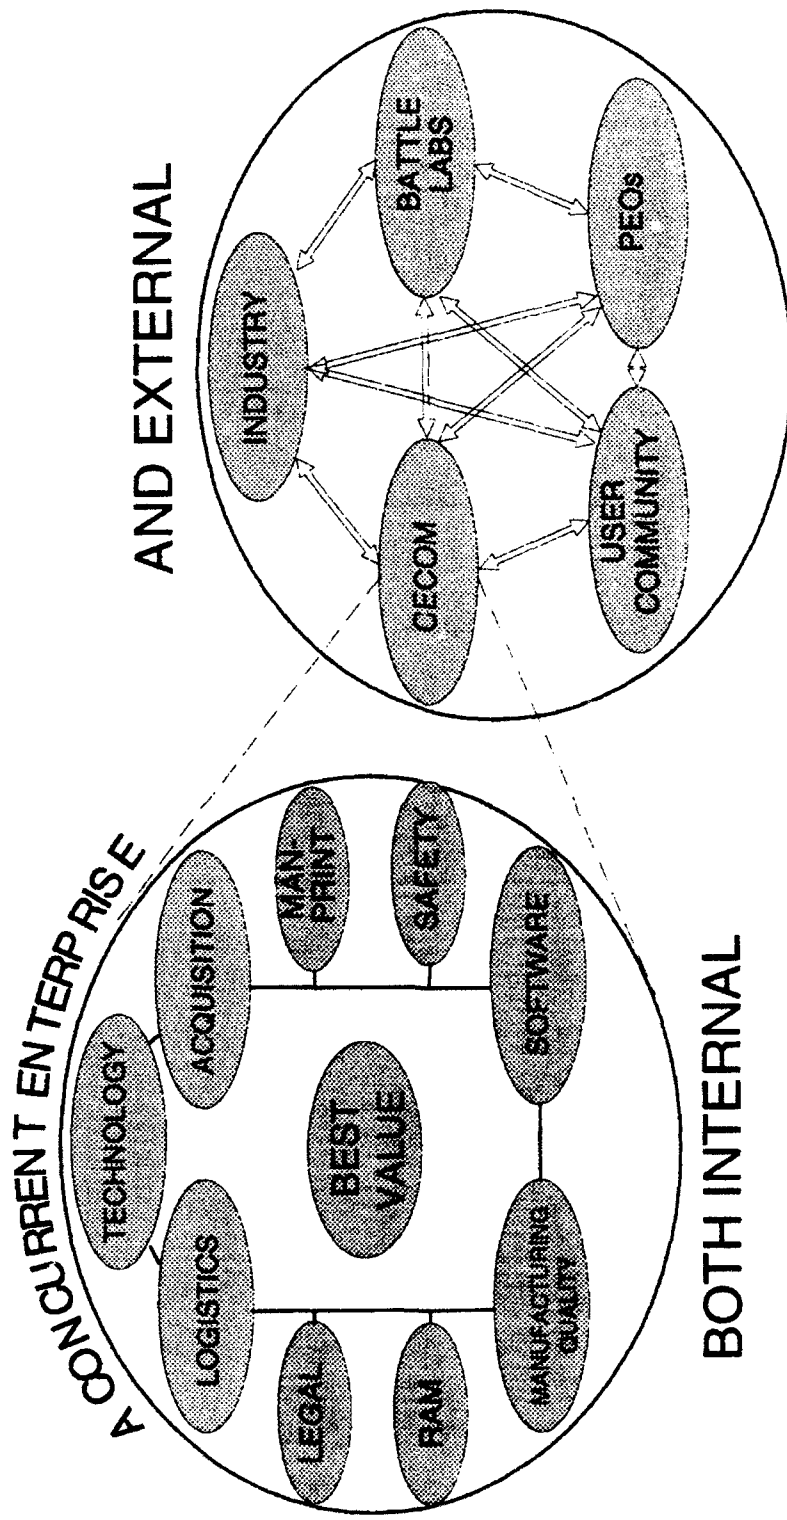 A CONCURRENT ENTERPRISE
TECHNOLOGY
LOGISTICS
ACQUISITION
LEGAL
MAN-
PRINT
BEST
VALUE
RAM
SAFETY
MANUFACTURING
QUALITY
SOFTWARE
BOTH INTERNAL
AND EXTERNAL
INDUSTRY
CECOM
BATTLE
LABS
USER
COMMUNITY
PEOs